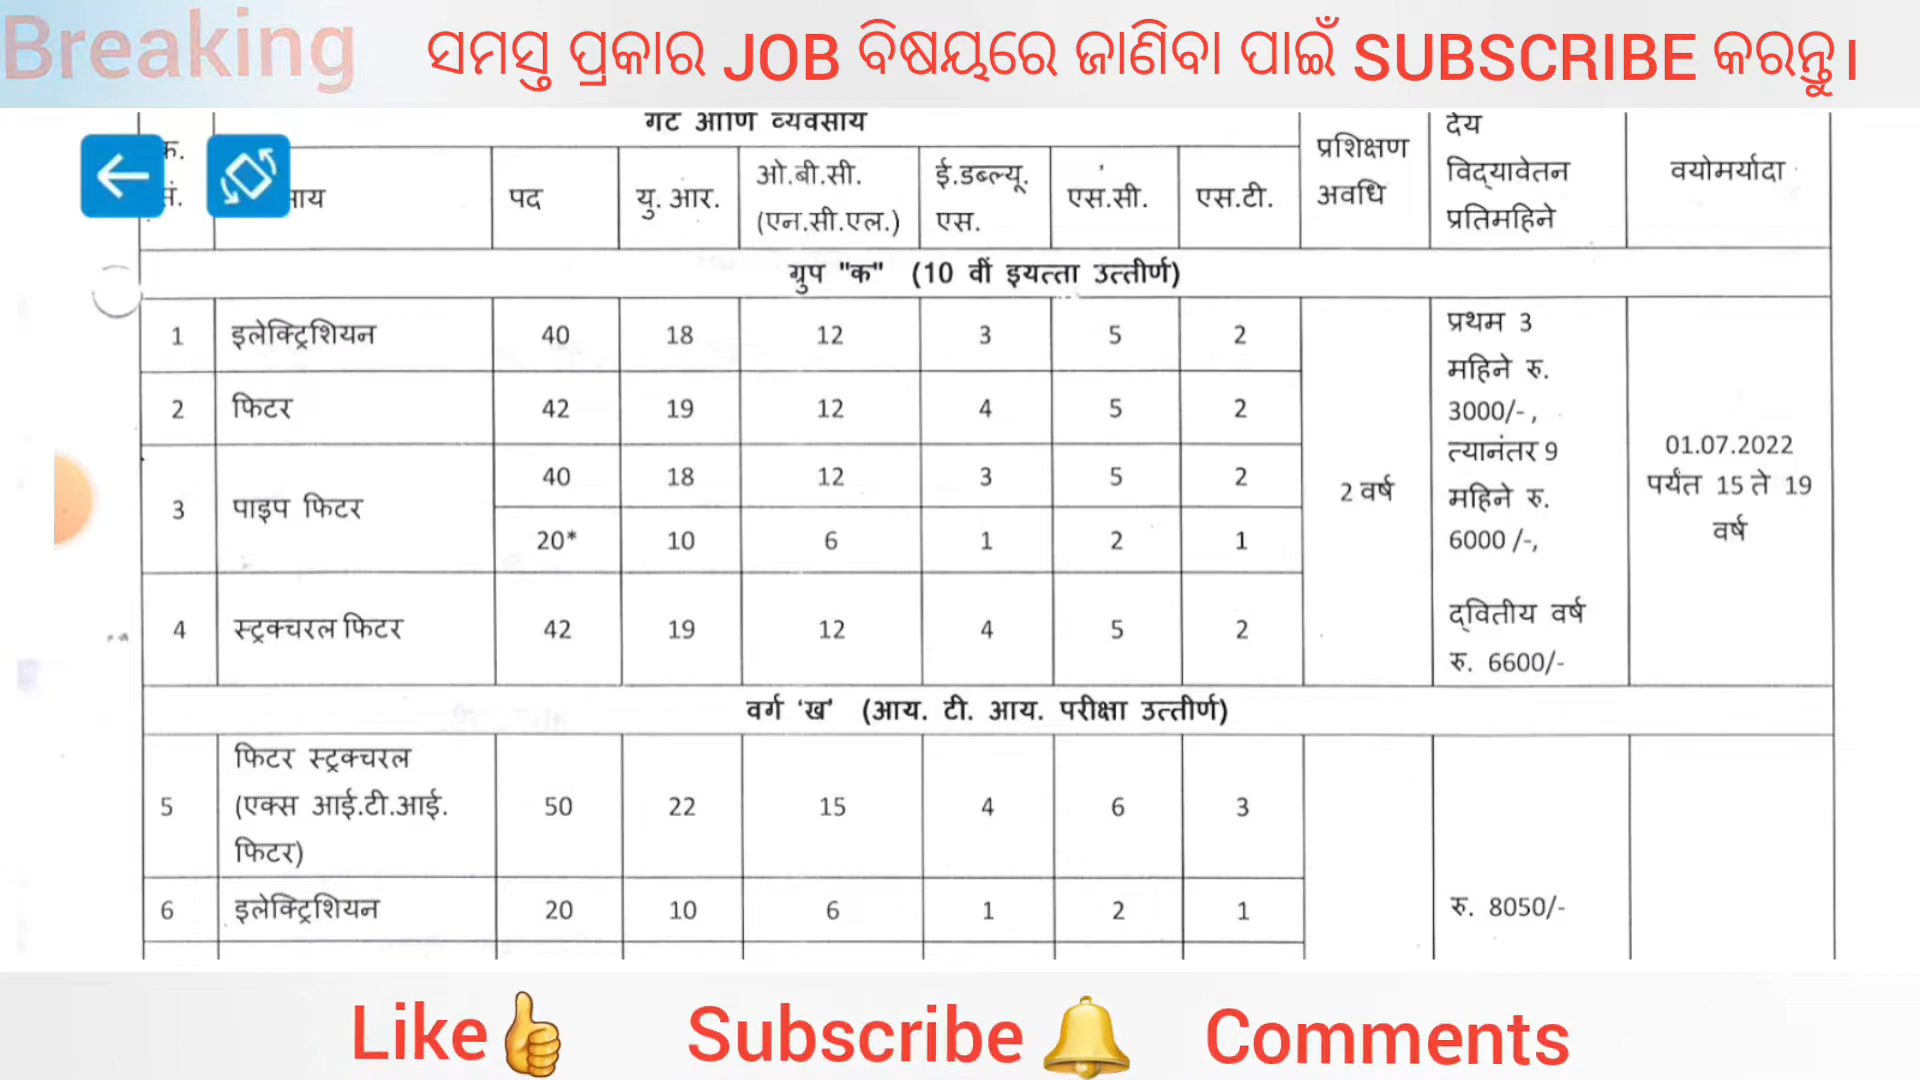 Breaking
ସମସ୍ତ ପ୍ରକାର JOB ବିଷୟରେ ଜାଣିବା ପାଇଁ SUBSCRIBE କରନ୍ତୁ।
गट आणि व्यवसाय
क्र. सं. | ाय | पद | यु. आर. | ओ.बी.सी. (एन.सी.एल.) | ई.डब्ल्यू. एस. | एस.सी. | एस.टी. | प्रशिक्षण अवधि | देय विद्यावेतन प्रतिमहिने | वयोमर्यादा
ग्रुप "क" (10 वीं इयत्ता उत्तीर्ण)
1 इलेक्ट्रिशियन 40 18 12 3 5 2
2 फिटर 42 19 12 4 5 2
3 पाइप फिटर 40 18 12 3 5 2
20* 10 6 1 2 1
4 स्ट्रक्चरल फिटर 42 19 12 4 5 2
2 वर्ष
प्रथम 3
महिने रु.
3000/- ,
त्यानंतर 9
महिने रु.
6000 /-,
द्वितीय वर्ष
रु. 6600/-
01.07.2022
पर्यंत 15 ते 19
वर्ष
वर्ग 'ख' (आय. टी. आय. परीक्षा उत्तीर्ण)
5 फिटर स्ट्रक्चरल (एक्स आई.टी.आई. फिटर) 50 22 15 4 6 3
6 इलेक्ट्रिशियन 20 10 6 1 2 1
रु. 8050/-
Like Subscribe Comments